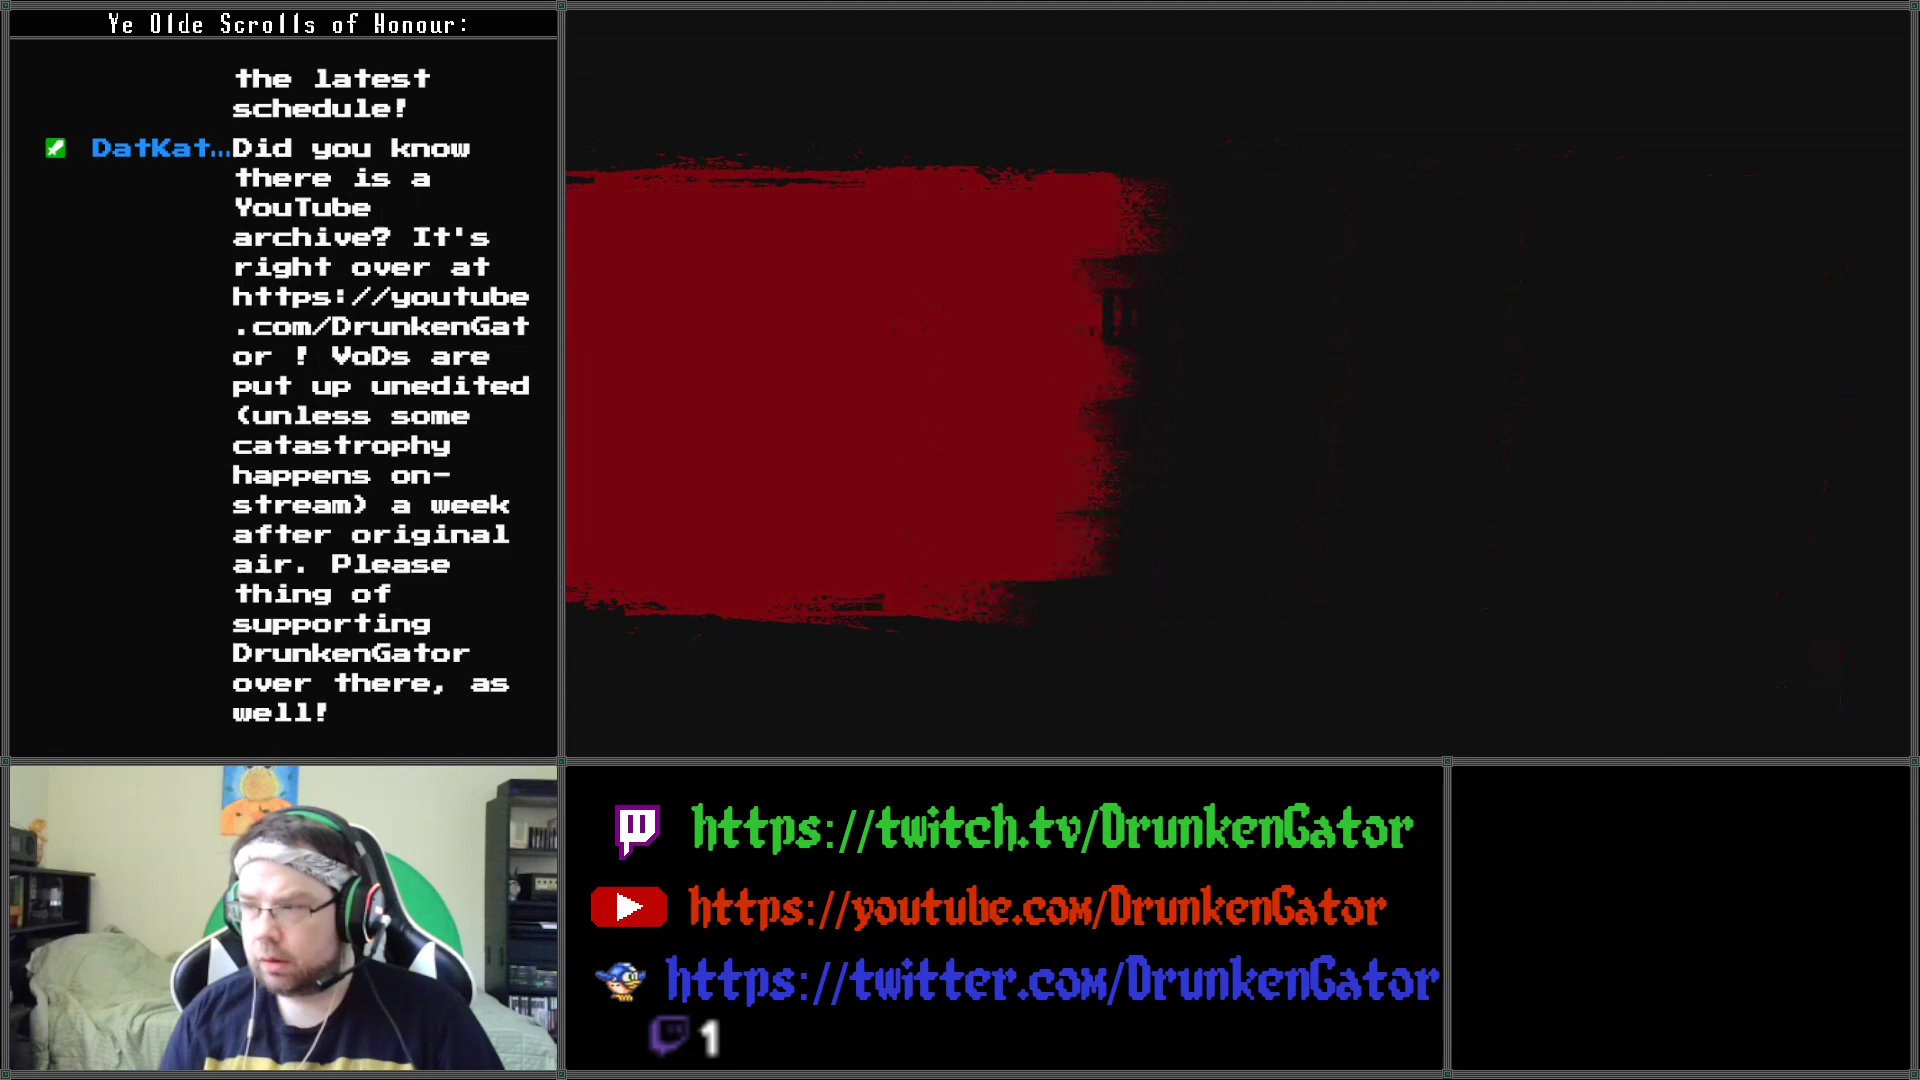 Ye Olde Scrolls of Honour:
the latest
schedule!
DatKat...Did you know
there is a
YouTube
archive? It's
right over at
https://youtube
.com/DrunkenGat
or ! VoDs are
put up unedited
(unless some
catastrophy
happens on-
stream) a week
after original
air. Please
thing of
supporting
DrunkenGator
over there, as
well!
https://twitch.tv/DrunkenGator
https://youtube.com/DrunkenGator
https://twitter.com/DrunkenGator
1